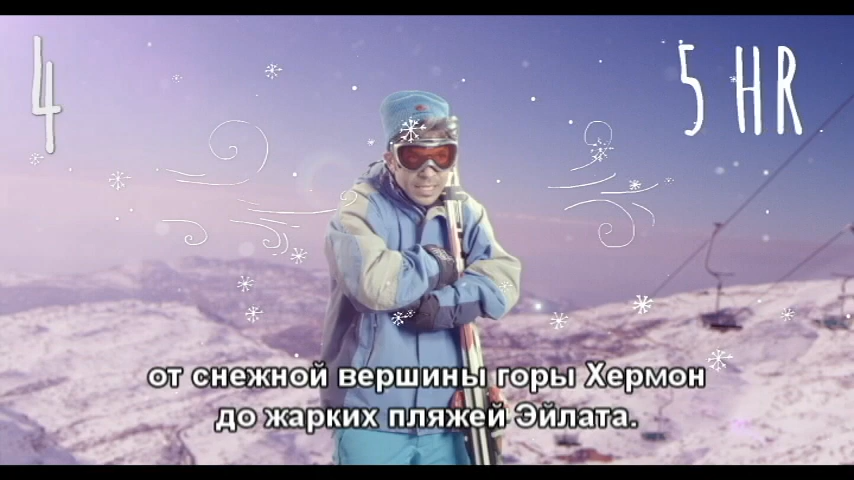 4
5 HR
от снежной вершины горы Хермон
до жарких пляжей Эйлата.